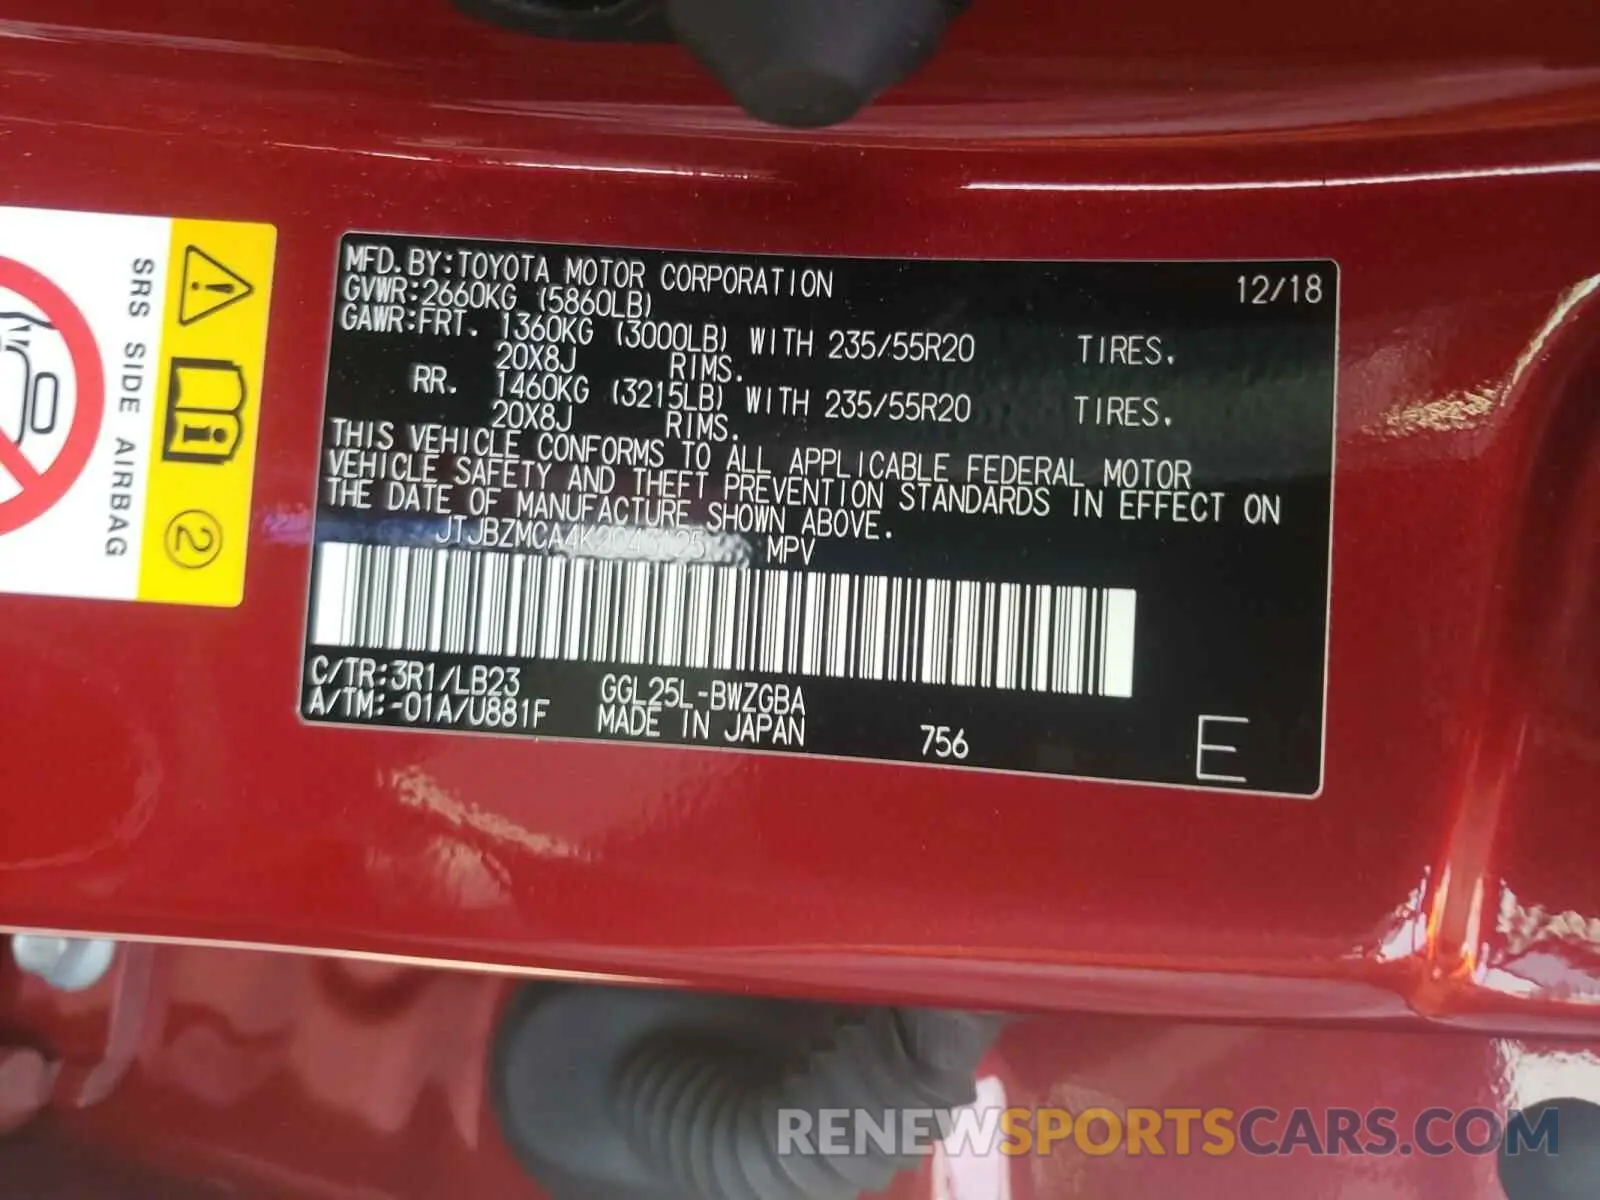 MFD.BY:TOYOTA MOTOR CORPORATION 12/18
GVWR:2660KG (5860LB)
GAWR:FRT. 1360KG (3000LB) WITH 235/55R20 TIRES.
20X8J RIMS.
RR. 1460KG (3215LB) WITH 235/55R20 TIRES.
20X8J RIMS.
THIS VEHICLE CONFORMS TO ALL APPLICABLE FEDERAL MOTOR
VEHICLE SAFETY AND THEFT PREVENTION STANDARDS IN EFFECT ON
THE DATE OF MANUFACTURE SHOWN ABOVE.
MPV
C/TR:3R1/LB23 GGL25L-BWZGBA
A/TM:-01A/U881F MADE IN JAPAN
756
E
SRS SIDE AIRBAG
2
RENEWSPORTSCARS.COM